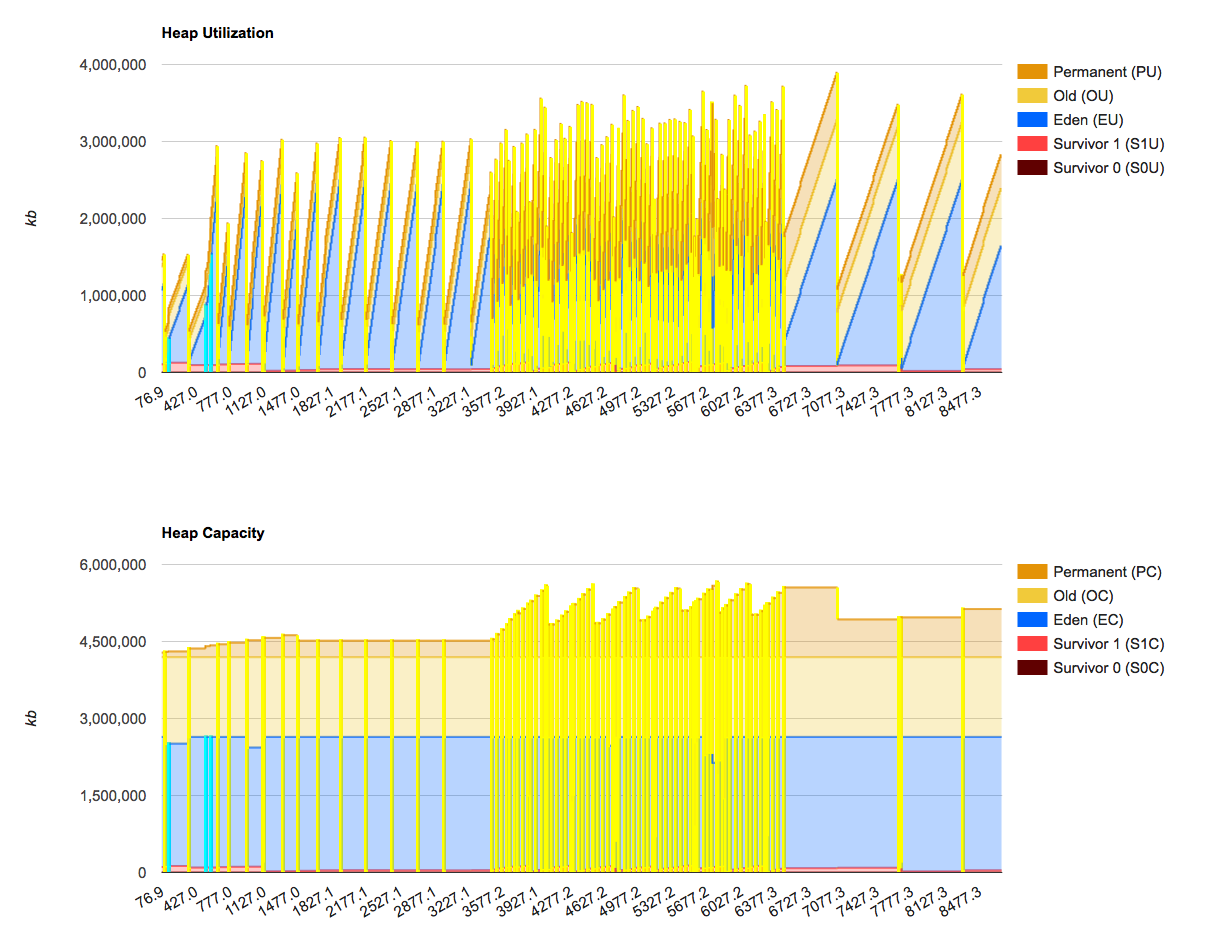 Heap Utilization
4,000,000
3,000,000
2,000,000
1,000,000
0
kb
76.9 427.0 777.0 1127.0 1477.0 1827.1 2177.1 2527.1 2877.1 3227.1 3577.2 3927.1 4277.2 4627.2 4977.2 5327.2 5677.2 6027.2 6377.3 6727.3 7077.3 7427.3 7777.3 8127.3 8477.3
Permanent (PU)
Old (OU)
Eden (EU)
Survivor 1 (S1U)
Survivor 0 (S0U)
Heap Capacity
6,000,000
4,500,000
3,000,000
1,500,000
0
kb
76.9 427.0 777.0 1127.0 1477.0 1827.1 2177.1 2527.1 2877.1 3227.1 3577.2 3927.1 4277.2 4627.2 4977.2 5327.2 5677.2 6027.2 6377.3 6727.3 7077.3 7427.3 7777.3 8127.3 8477.3
Permanent (PC)
Old (OC)
Eden (EC)
Survivor 1 (S1C)
Survivor 0 (S0C)